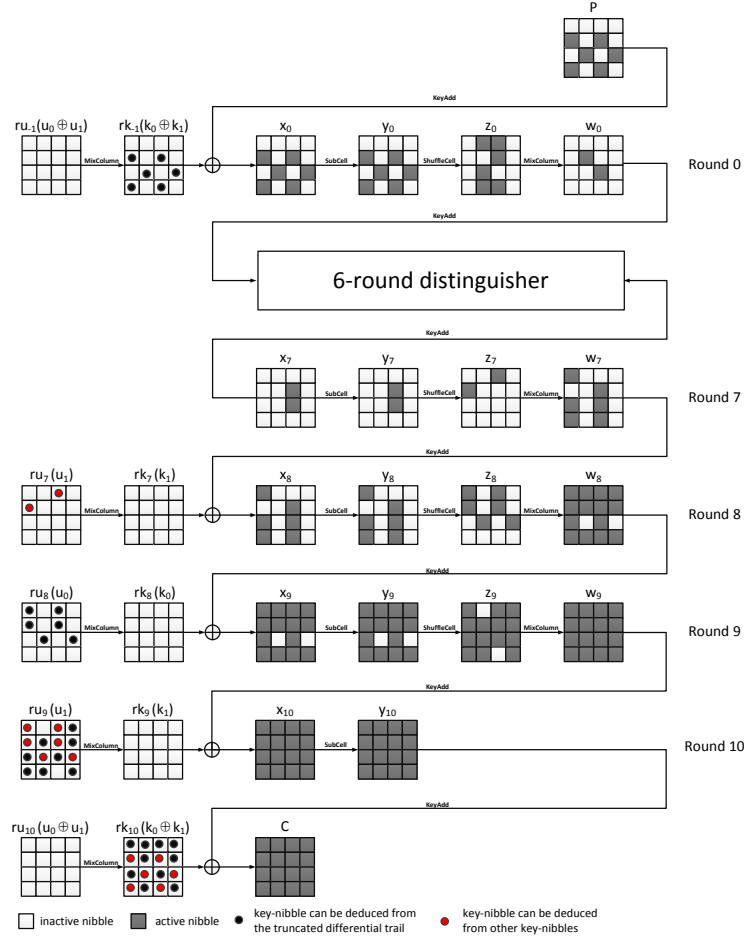 P
KeyAdd
ru-1(u0 ⊕ u1) rk-1(k0 ⊕ k1) x0 y0 z0 w0
MixColumn SubCell ShuffleCell MixColumn Round 0
KeyAdd
6-round distinguisher
KeyAdd
x7 y7 z7 w7
SubCell ShuffleCell MixColumn Round 7
KeyAdd
ru7(u1) rk7(k1) x8 y8 z8 w8
MixColumn SubCell ShuffleCell MixColumn Round 8
KeyAdd
ru8(u0) rk8(k0) x9 y9 z9 w9
MixColumn SubCell ShuffleCell MixColumn Round 9
KeyAdd
ru9(u1) rk9(k1) x10 y10
MixColumn SubCell Round 10
KeyAdd
ru10(u0 ⊕ u1) rk10(k0 ⊕ k1) C
MixColumn
inactive nibble active nibble key-nibble can be deduced from key-nibble can be deduced
the truncated differential trail from other key-nibbles